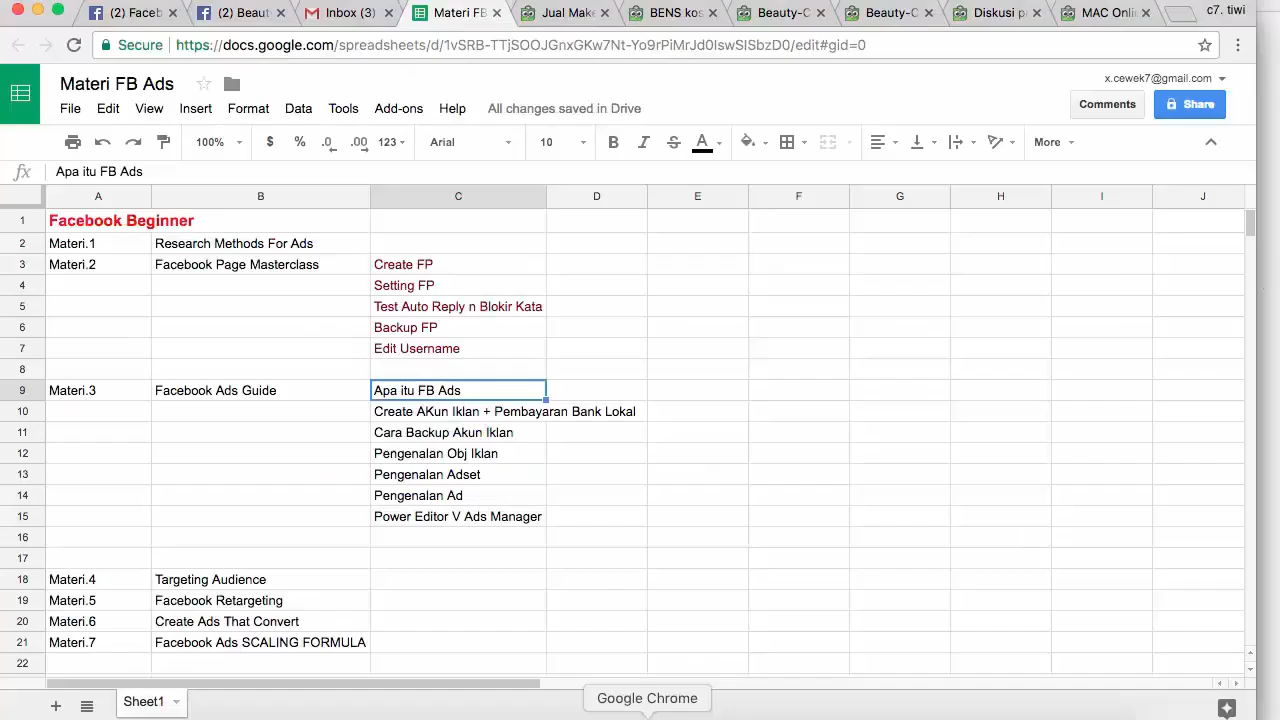 (2) Faceb
(2) Beaut
Inbox (3)
Materi FB
Jual Make
BENS kos
Beauty-C
Beauty-C
Diskusi p
MAC Onli
c7. tiwi
Secure
https://docs.google.com/spreadsheets/d/1vSRB-TTjSOOJGnxGKw7Nt-Yo9rPiMrJd0IswSISbzD0/edit#gid=0
Materi FB Ads
x.cewek7@gmail.com
File Edit View Insert Format Data Tools Add-ons Help All changes saved in Drive
Comments
Share
100% $ % .0 .00 123 Arial 10 B I S A More
fx Apa itu FB Ads
A B C D E F G H I J
1 Facebook Beginner
2 Materi.1 Research Methods For Ads
3 Materi.2 Facebook Page Masterclass Create FP
4 Setting FP
5 Test Auto Reply n Blokir Kata
6 Backup FP
7 Edit Username
8
9 Materi.3 Facebook Ads Guide Apa itu FB Ads
10 Create AKun Iklan + Pembayaran Bank Lokal
11 Cara Backup Akun Iklan
12 Pengenalan Obj Iklan
13 Pengenalan Adset
14 Pengenalan Ad
15 Power Editor V Ads Manager
16
17
18 Materi.4 Targeting Audience
19 Materi.5 Facebook Retargeting
20 Materi.6 Create Ads That Convert
21 Materi.7 Facebook Ads SCALING FORMULA
22
Sheet1
Google Chrome